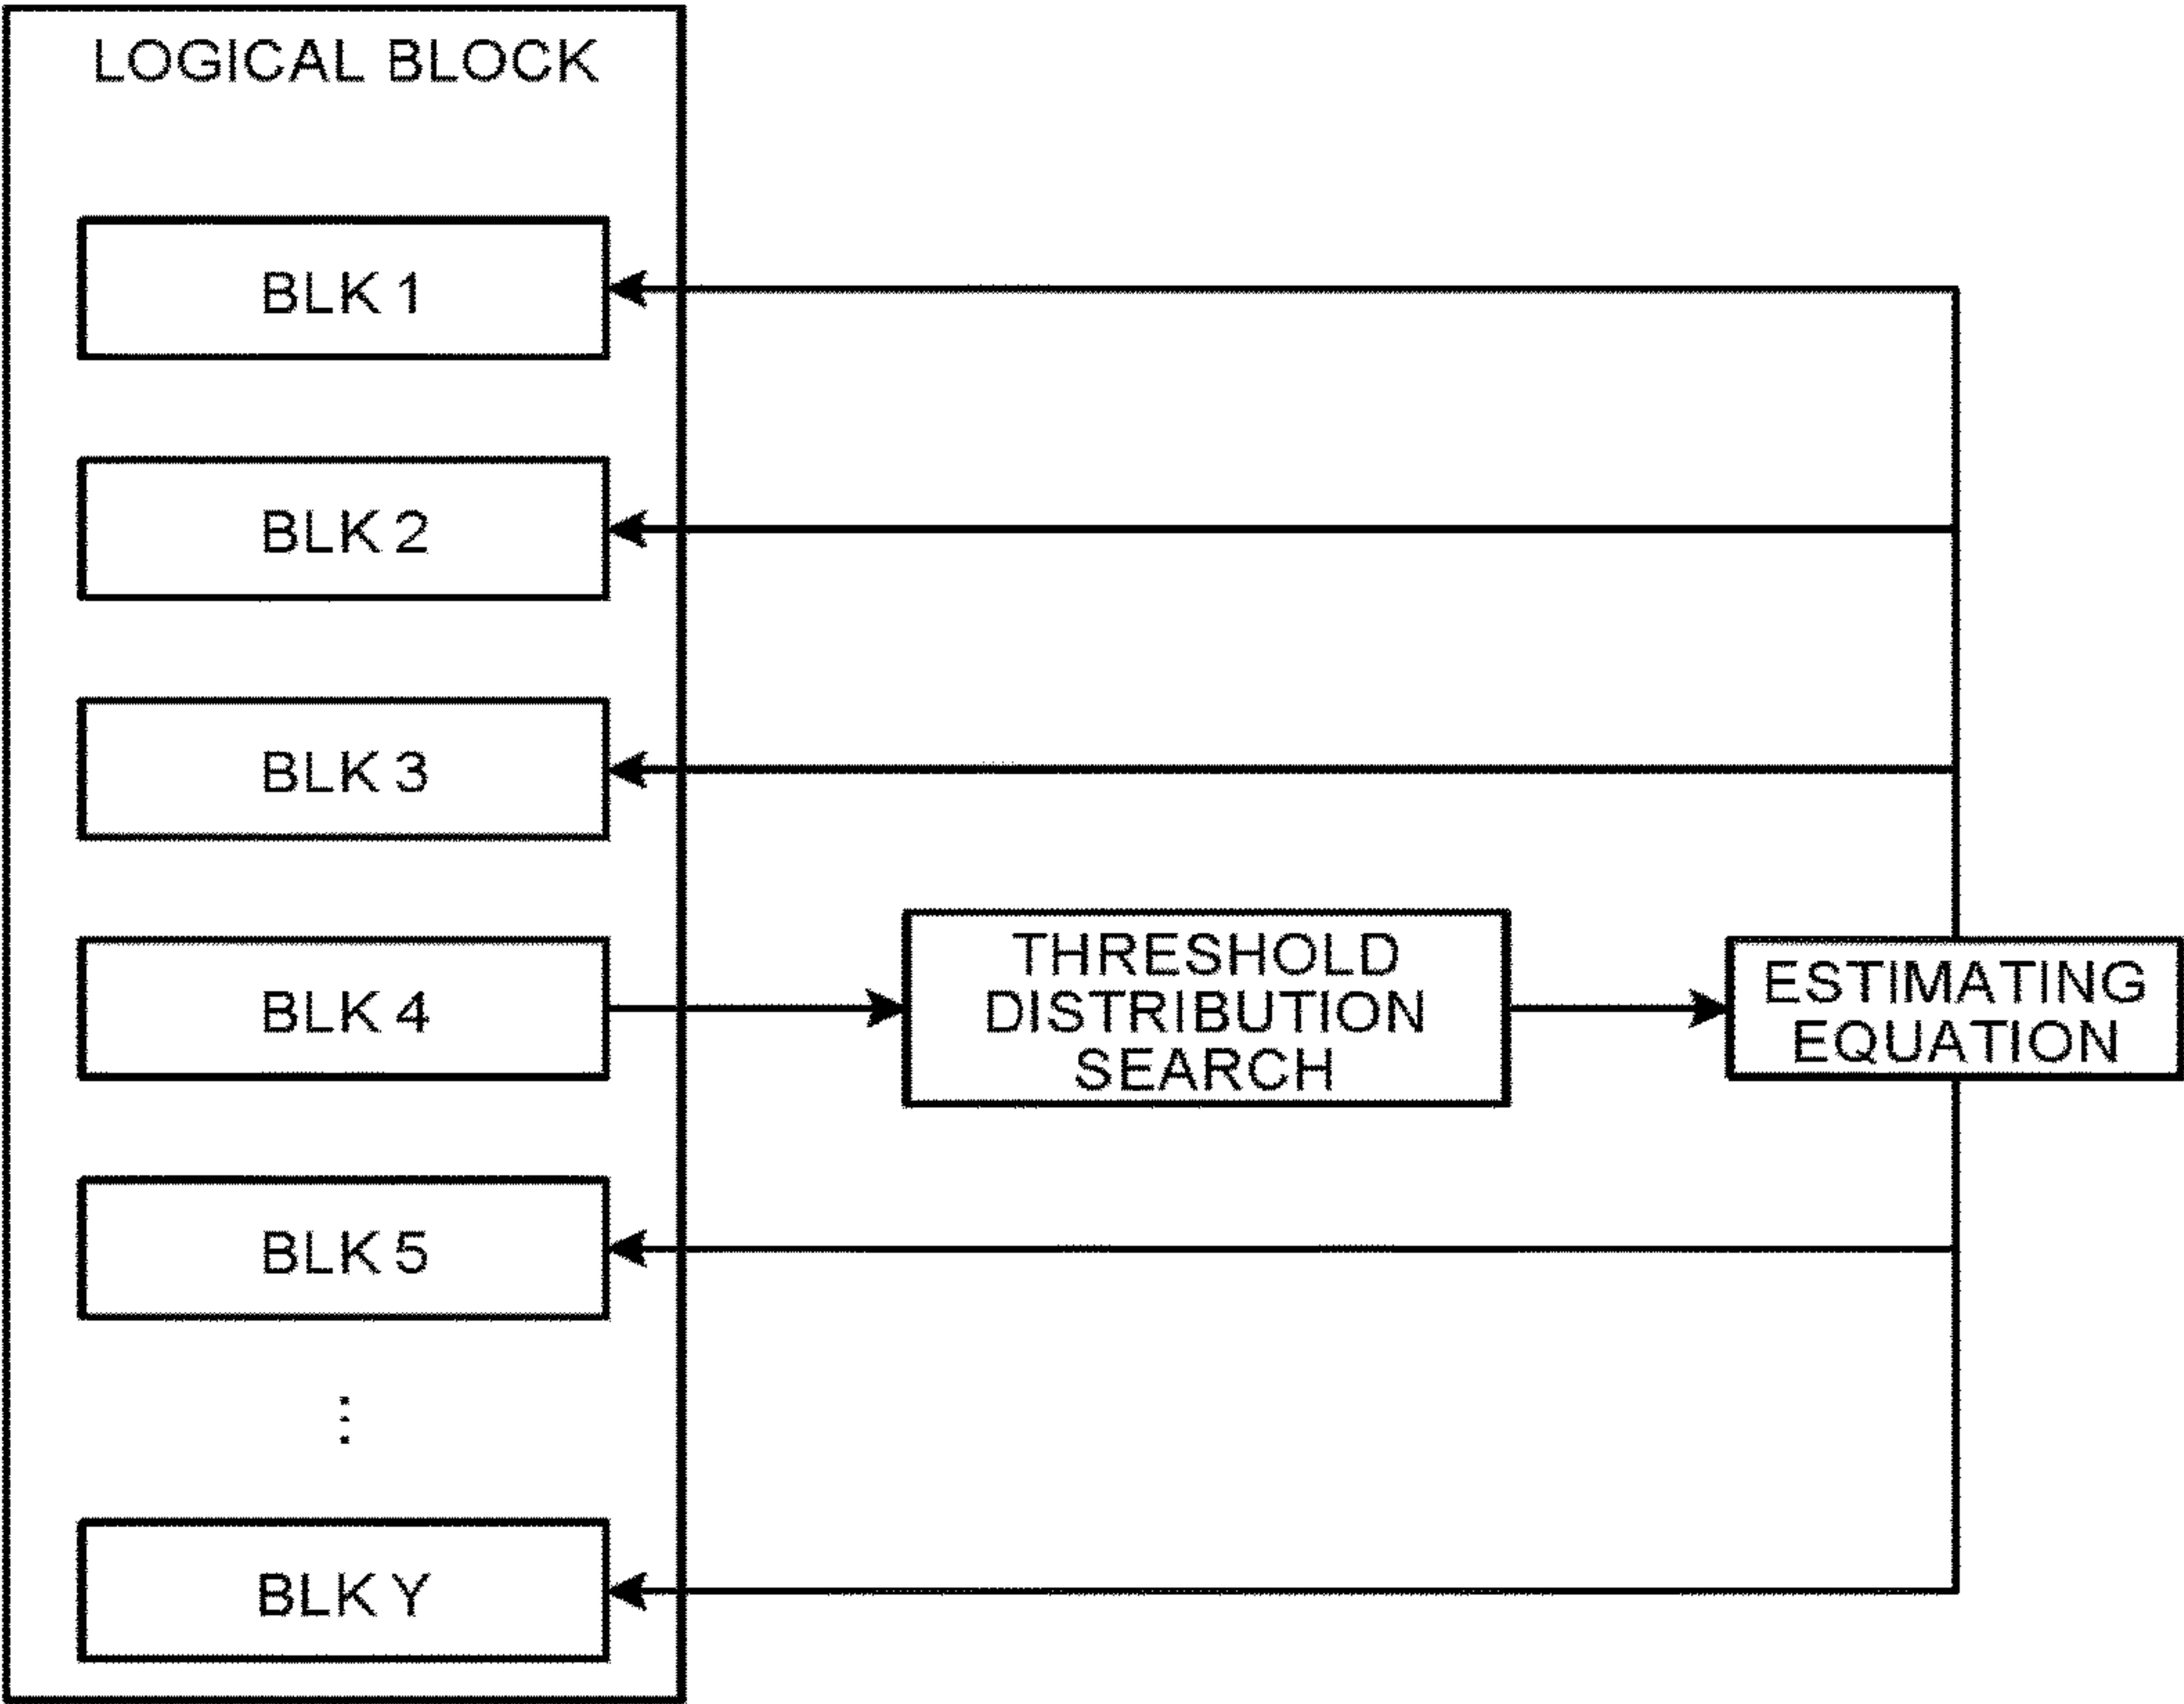 LOGICAL BLOCK
BLK 1
BLK 2
BLK 3
BLK 4
THRESHOLD
DISTRIBUTION
SEARCH
ESTIMATING
EQUATION
BLK 5
⋮
BLK Y